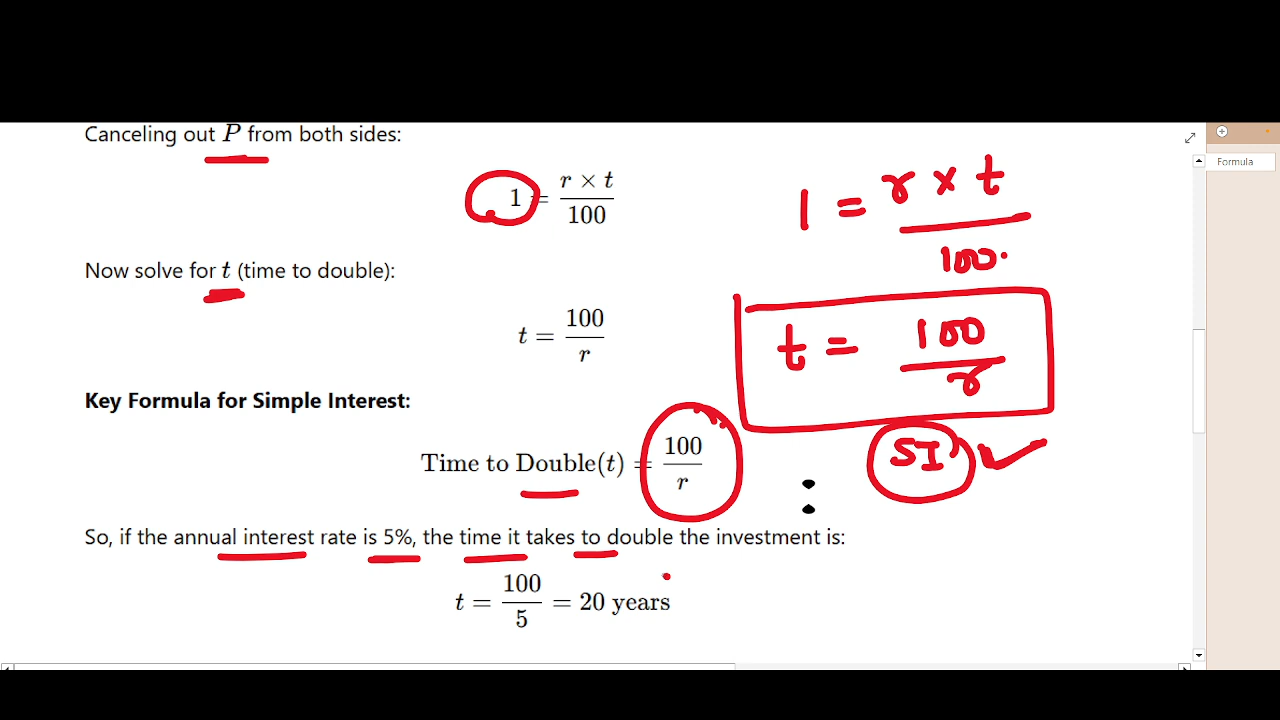 Canceling out P from both sides:
1 = r × t / 100
Now solve for t (time to double):
t = 100 / r
Key Formula for Simple Interest:
Time to Double(t) = 100 / r
So, if the annual interest rate is 5%, the time it takes to double the investment is:
t = 100 / 5 = 20 years
1 = r × t / 100
t = 100 / r
SI
Formula